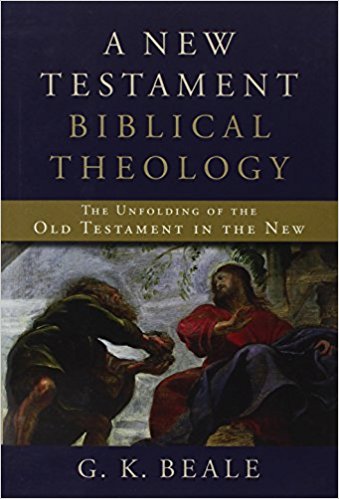 A NEW
TESTAMENT
BIBLICAL
THEOLOGY
THE UNFOLDING OF THE
OLD TESTAMENT IN THE NEW
G. K. BEALE